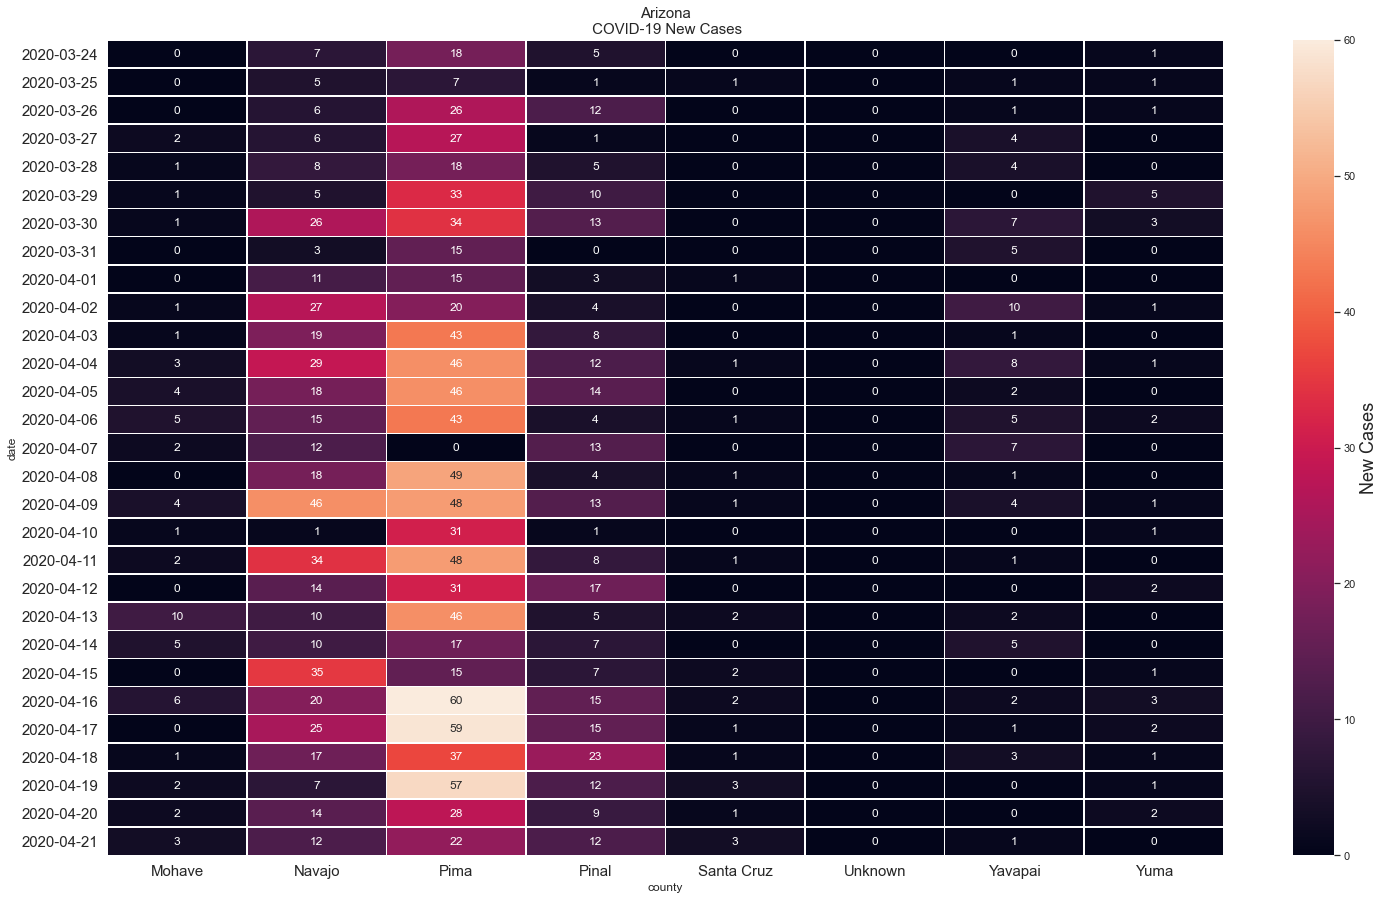 Arizona
COVID-19 New Cases
2020-03-24 0 7 18 5 0 0 0 1
2020-03-25 0 5 7 1 1 0 1 1
2020-03-26 0 6 26 12 0 0 1 1
2020-03-27 2 6 27 1 0 0 4 0
2020-03-28 1 8 18 5 0 0 4 0
2020-03-29 1 5 33 10 0 0 0 5
2020-03-30 1 26 34 13 0 0 7 3
2020-03-31 0 3 15 0 0 0 5 0
2020-04-01 0 11 15 3 1 0 0 0
2020-04-02 1 27 20 4 0 0 10 1
2020-04-03 1 19 43 8 0 0 1 0
2020-04-04 3 29 46 12 1 0 8 1
2020-04-05 4 18 46 14 0 0 2 0
2020-04-06 5 15 43 4 1 0 5 2
2020-04-07 2 12 0 13 0 0 7 0
2020-04-08 0 18 49 4 1 0 1 0
2020-04-09 4 46 48 13 1 0 4 1
2020-04-10 1 1 31 1 0 0 0 1
2020-04-11 2 34 48 8 1 0 1 0
2020-04-12 0 14 31 17 0 0 0 2
2020-04-13 10 10 46 5 2 0 2 0
2020-04-14 5 10 17 7 0 0 5 0
2020-04-15 0 35 15 7 2 0 0 1
2020-04-16 6 20 60 15 2 0 2 3
2020-04-17 0 25 59 15 1 0 1 2
2020-04-18 1 17 37 23 1 0 3 1
2020-04-19 2 7 57 12 3 0 0 1
2020-04-20 2 14 28 9 1 0 0 2
2020-04-21 3 12 22 12 3 0 1 0
Mohave Navajo Pima Pinal Santa Cruz Unknown Yavapai Yuma
county
date
60
50
40
30
20
10
0
New Cases